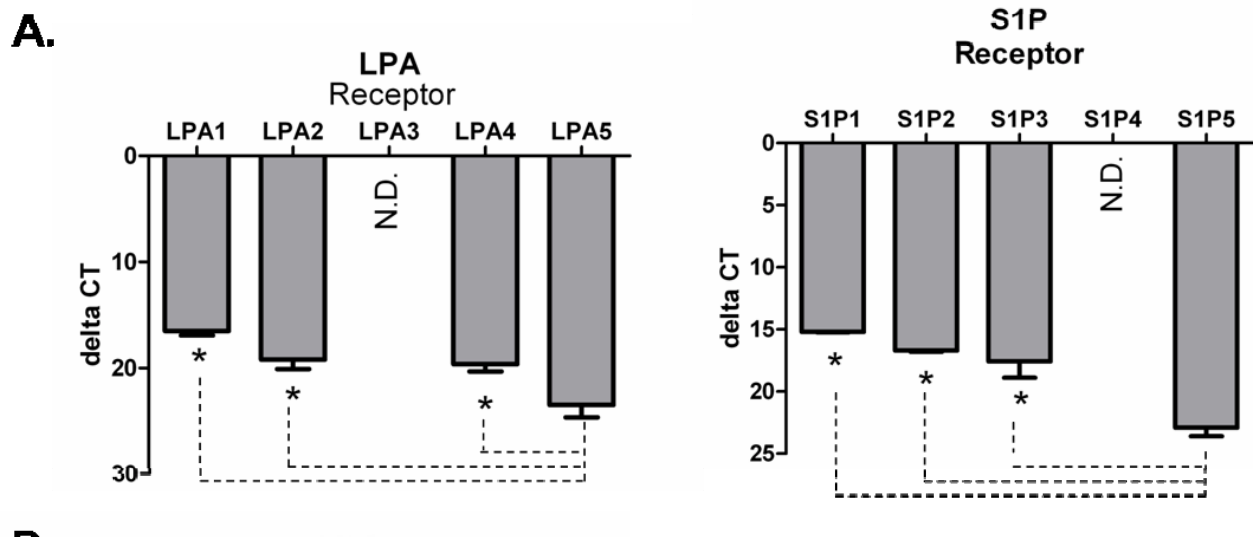 A.
LPA
Receptor
LPA1 LPA2 LPA3 LPA4 LPA5
0
10
20
30
delta CT
N.D.
*
*
*
S1P
Receptor
S1P1 S1P2 S1P3 S1P4 S1P5
0
5
10
15
20
25
delta CT
N.D.
*
*
*